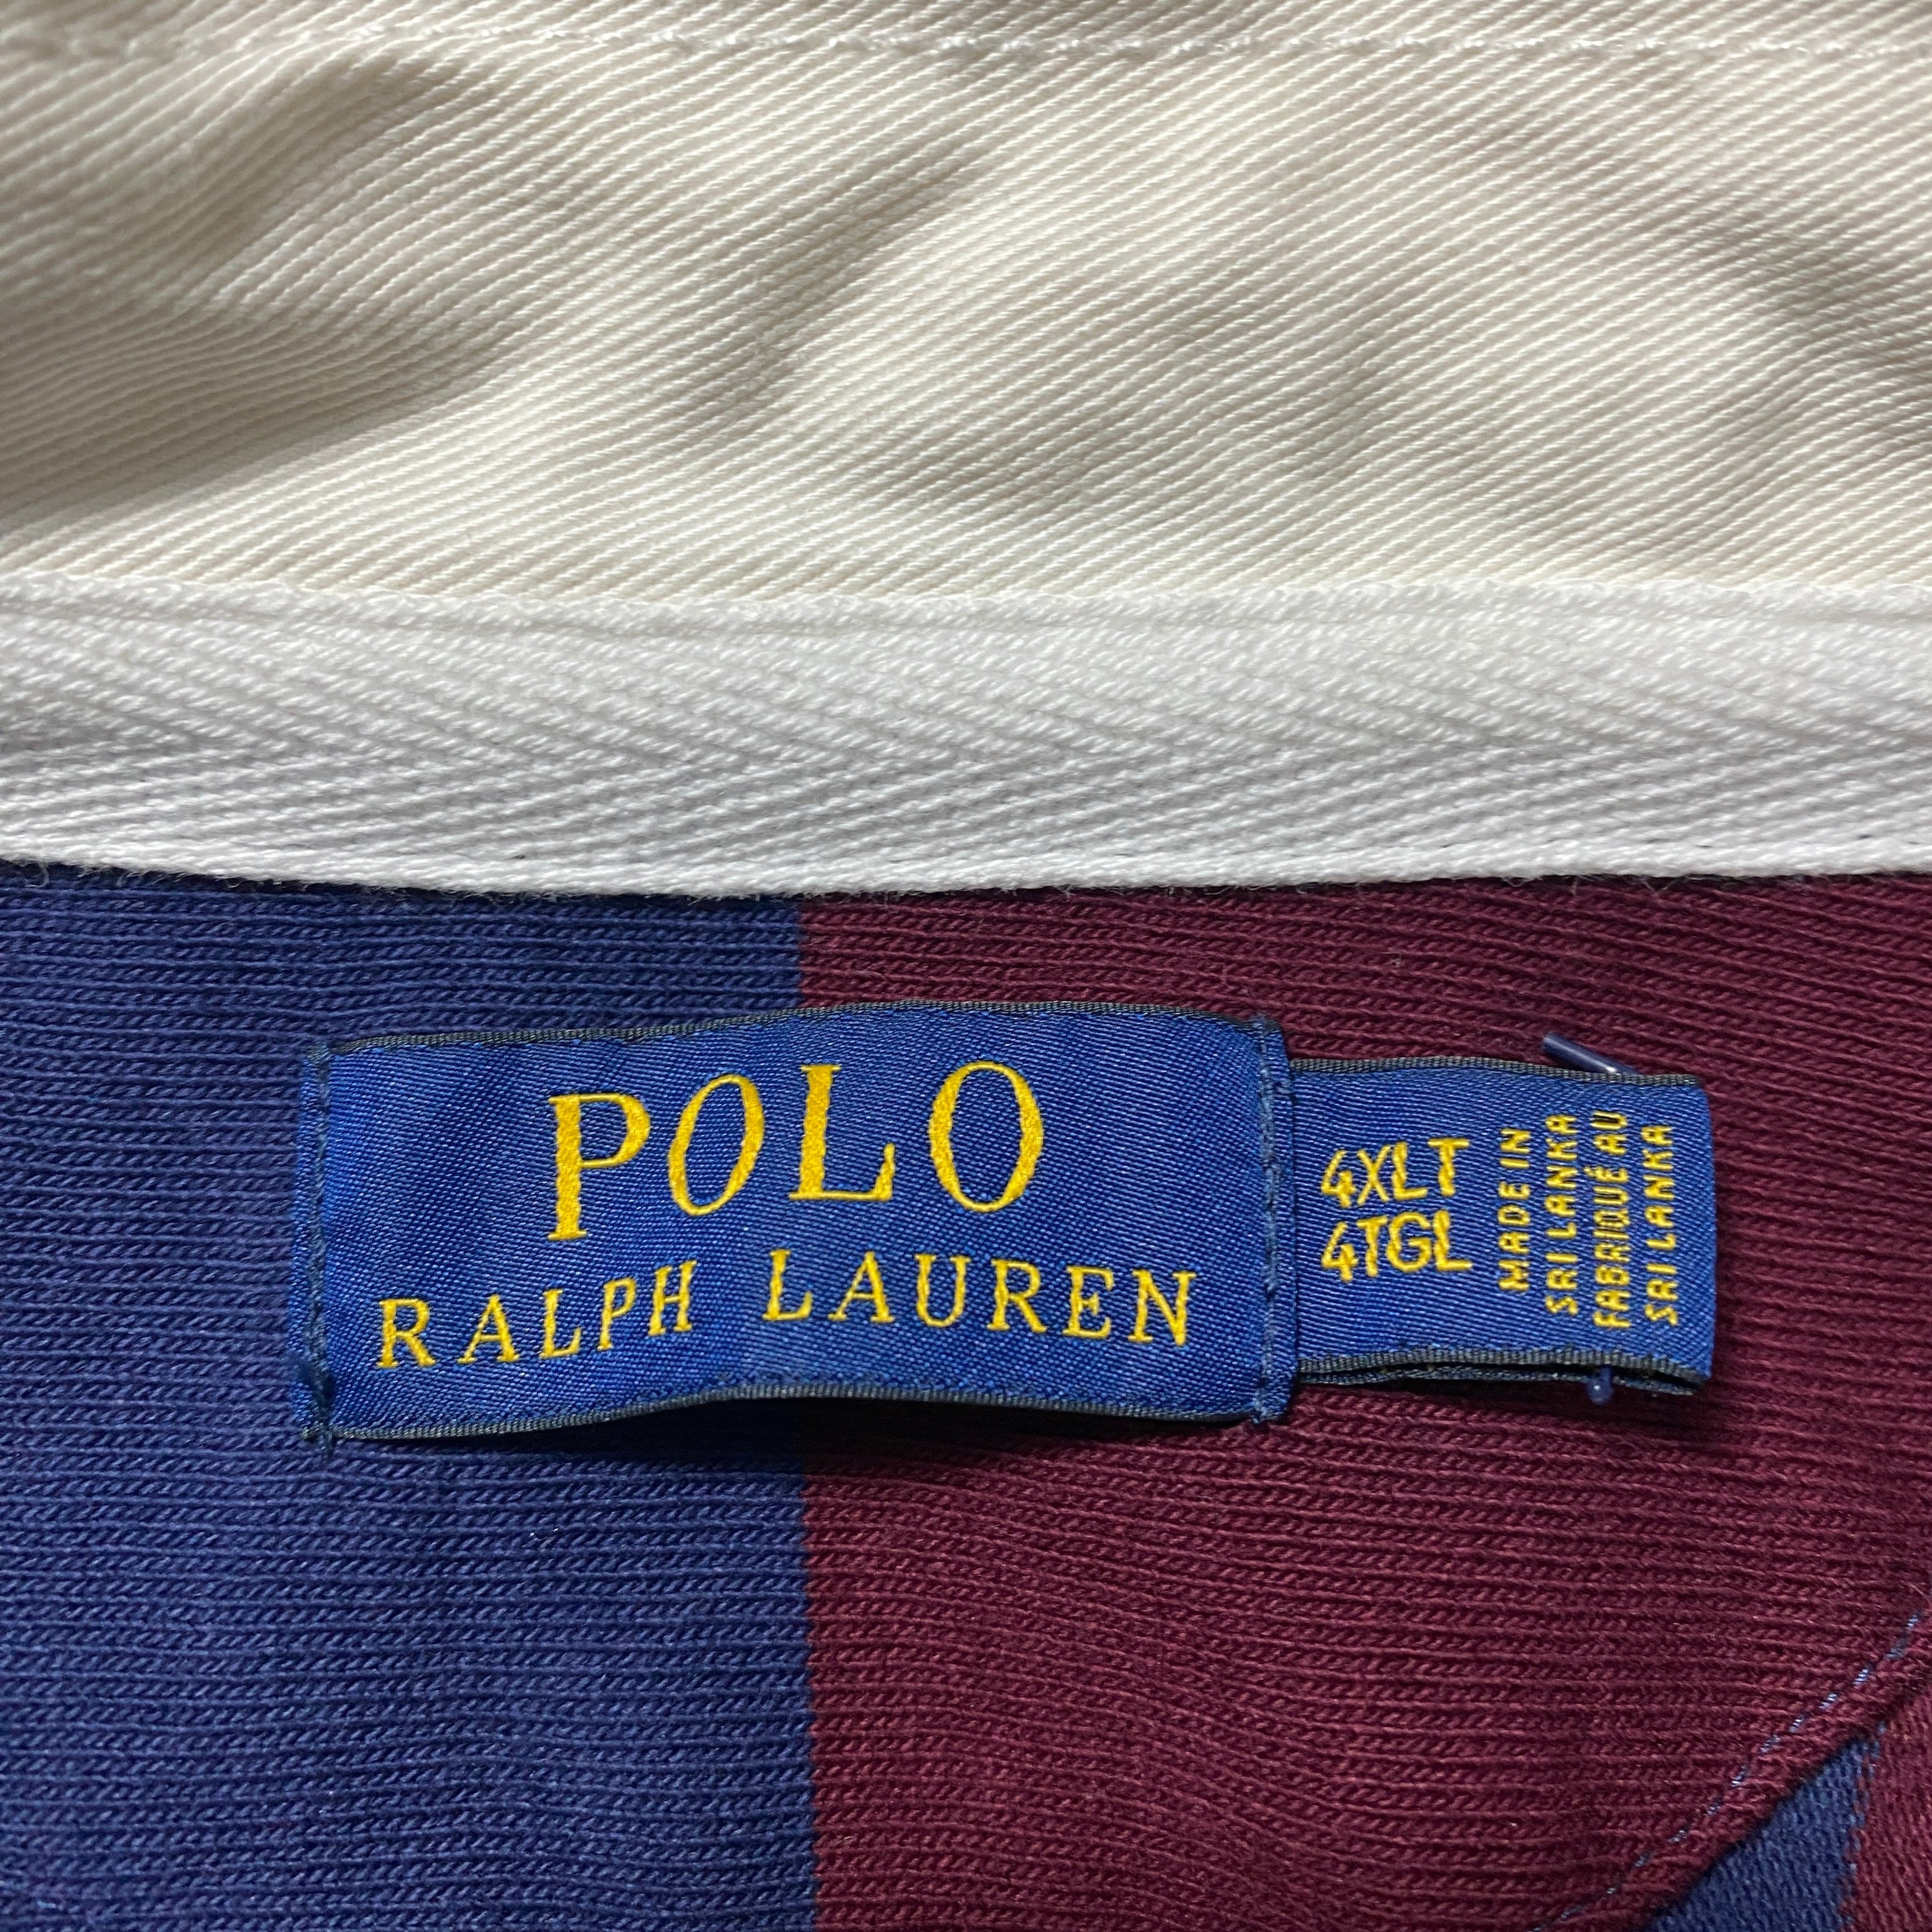 POLO
RALPH LAUREN
4XLT
4TGL
MADE IN
SRI LANKA
FABRIQUÉ AU
SRI LANKA